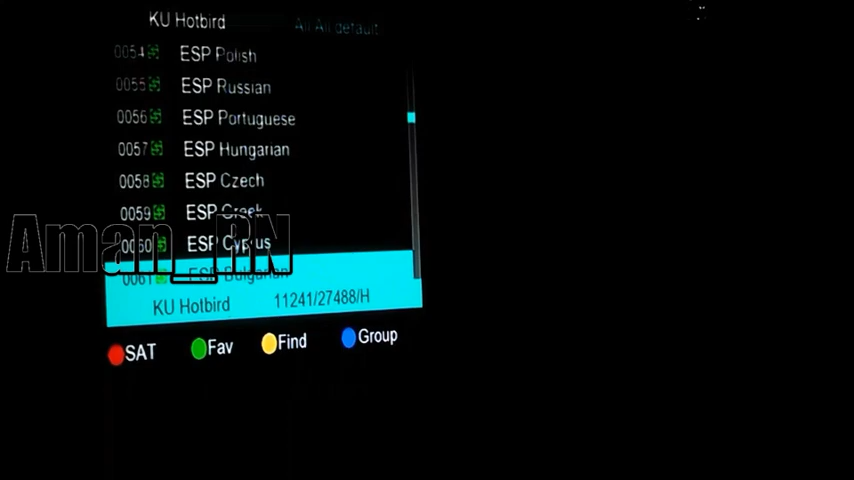 KU Hotbird
All All default
0054 ESP Polish
0055 ESP Russian
0056 ESP Portuguese
0057 ESP Hungarian
0058 ESP Czech
0059 ESP Greek
0060 ESP Cyprus
0061 ESP Bulgarian
KU Hotbird 11241/27488/H
SAT Fav Find Group
Aman_RN